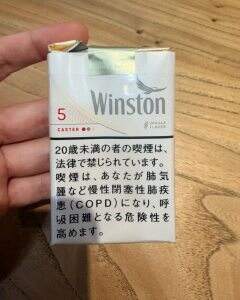 Winston
5
VANILLA
FLAVOR
CASTER
20歳未満の者の喫煙は、
法律で禁じられています。
喫煙は、あなたが肺気
腫など慢性閉塞性肺疾
患（COPD）になり、呼
吸困難となる危険性を
高めます。